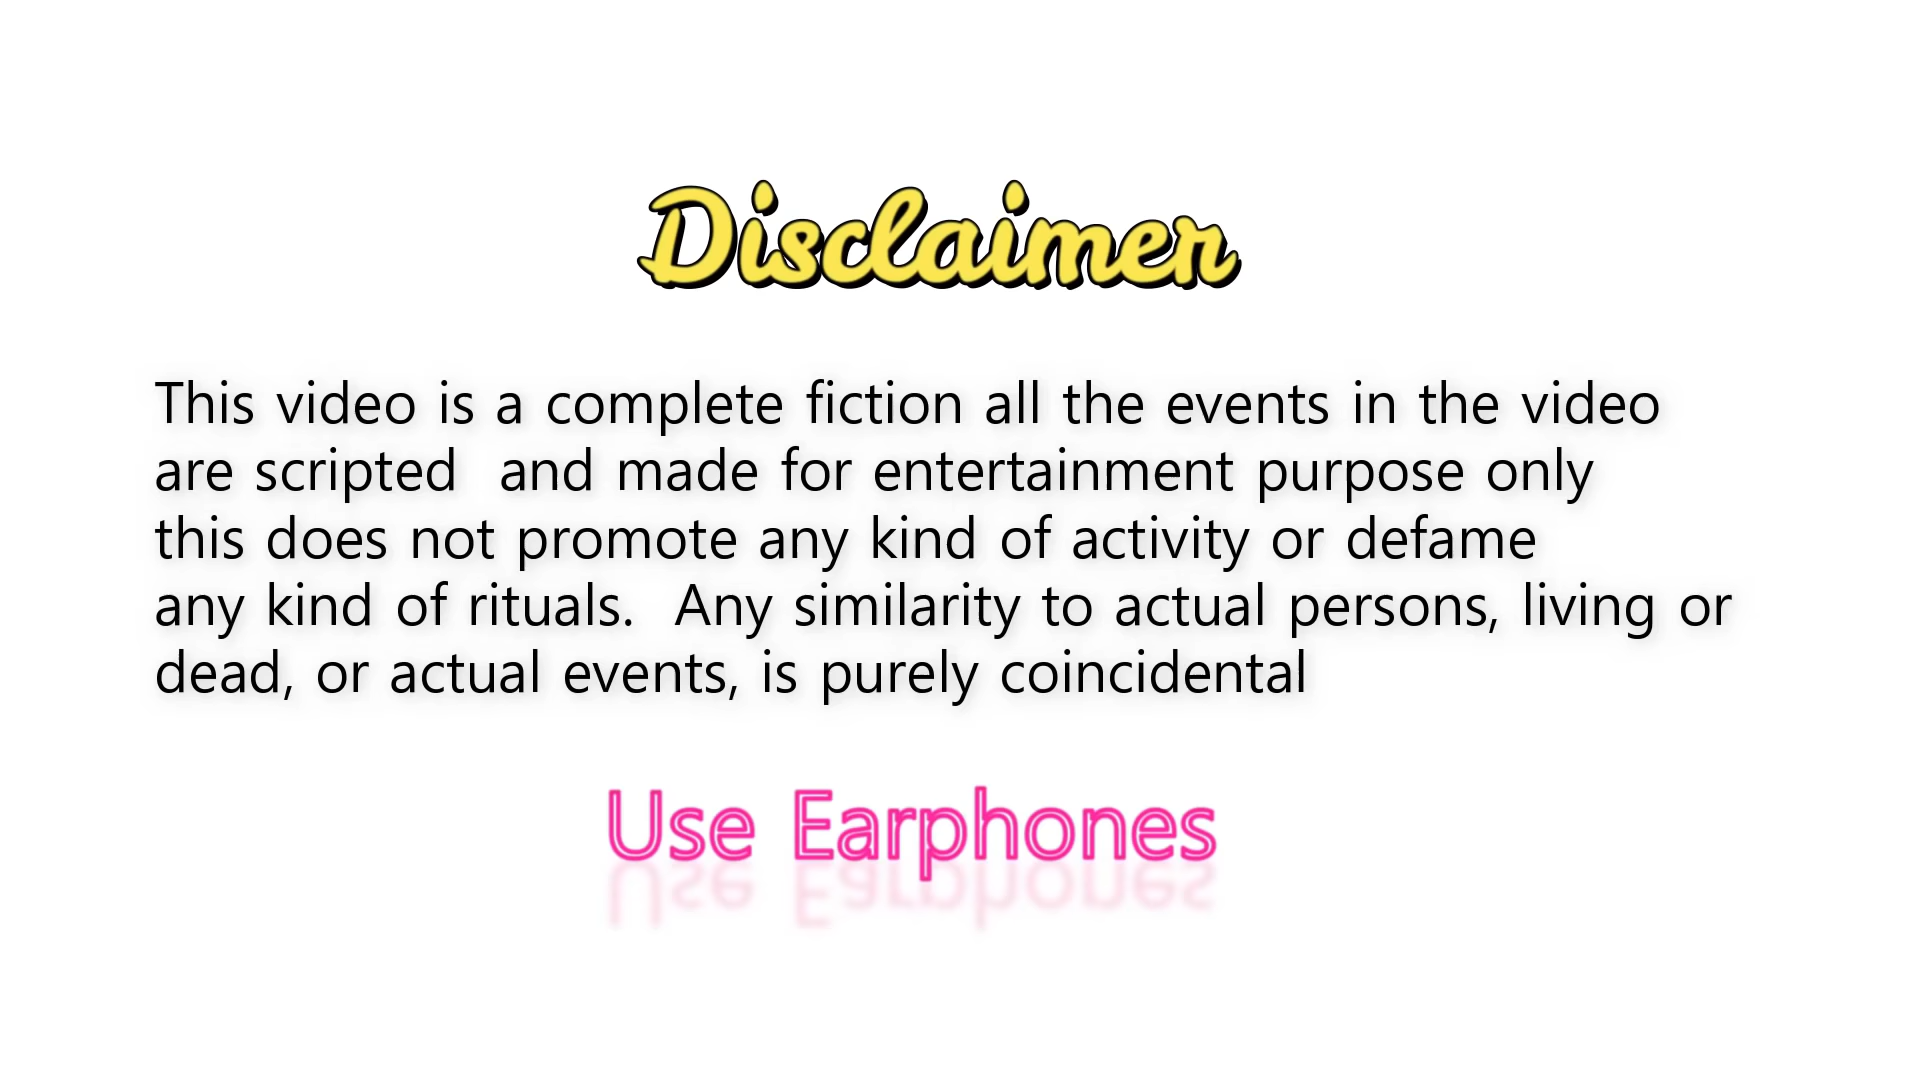 Disclaimer
This video is a complete fiction all the events in the video
are scripted  and made for entertainment purpose only
this does not promote any kind of activity or defame
any kind of rituals.  Any similarity to actual persons, living or
dead, or actual events, is purely coincidental
Use Earphones